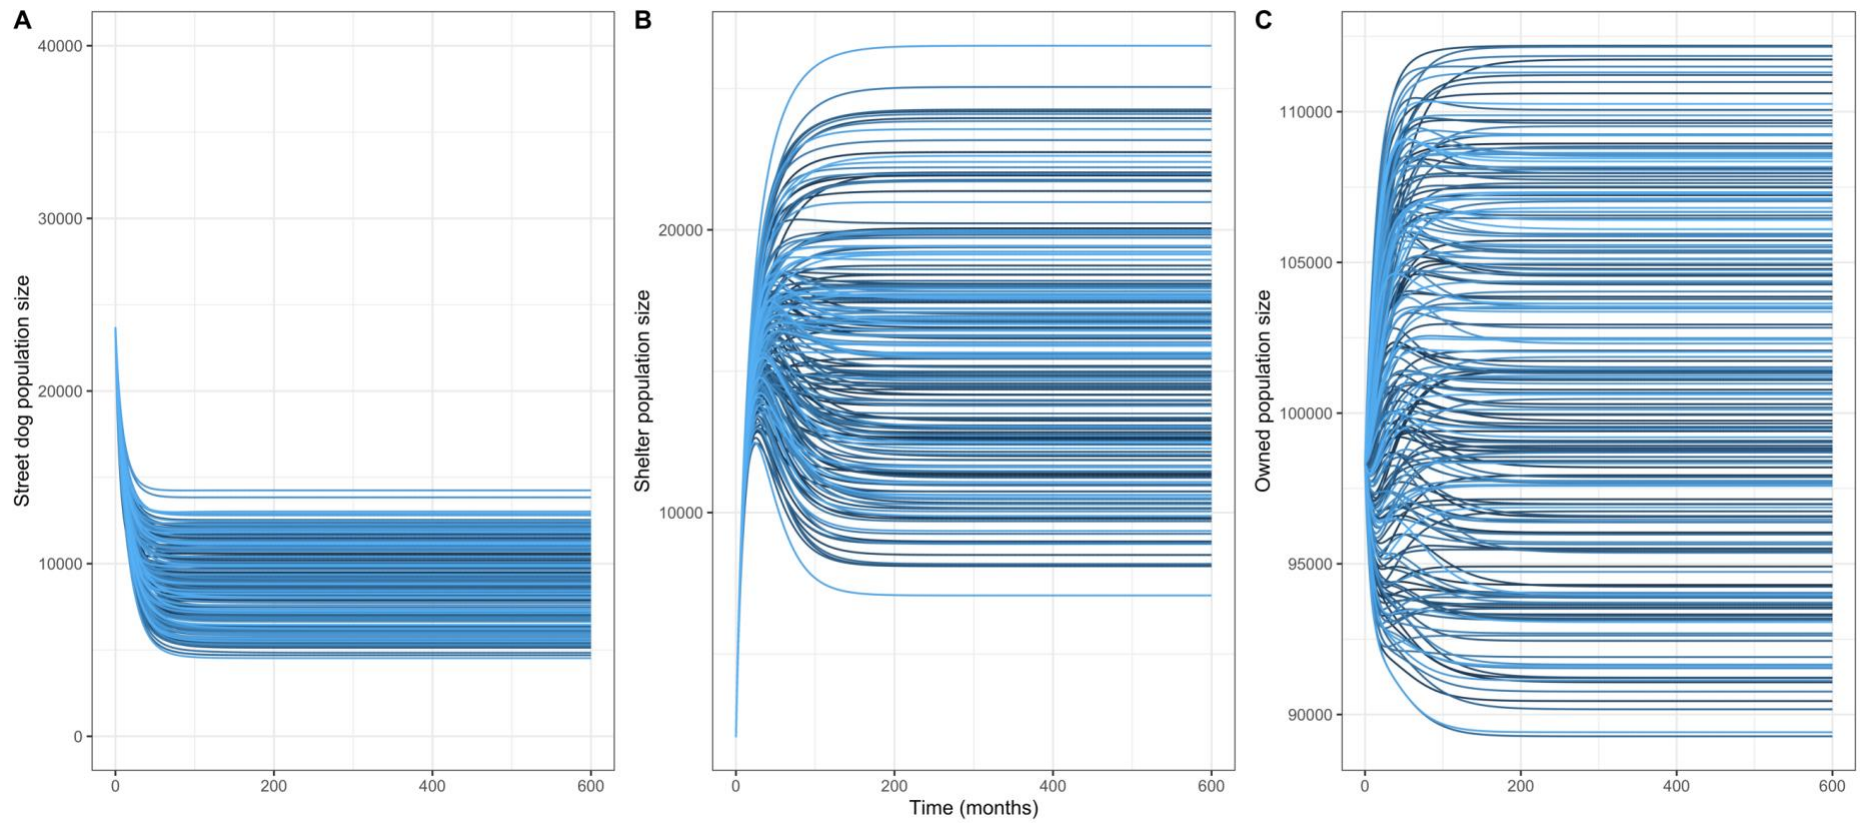 A
Street dog population size
40000
30000
20000
10000
0
0 200 400 600
B
Shelter population size
20000
10000
0 200 400 600
Time (months)
C
Owned population size
110000
105000
100000
95000
90000
0 200 400 600